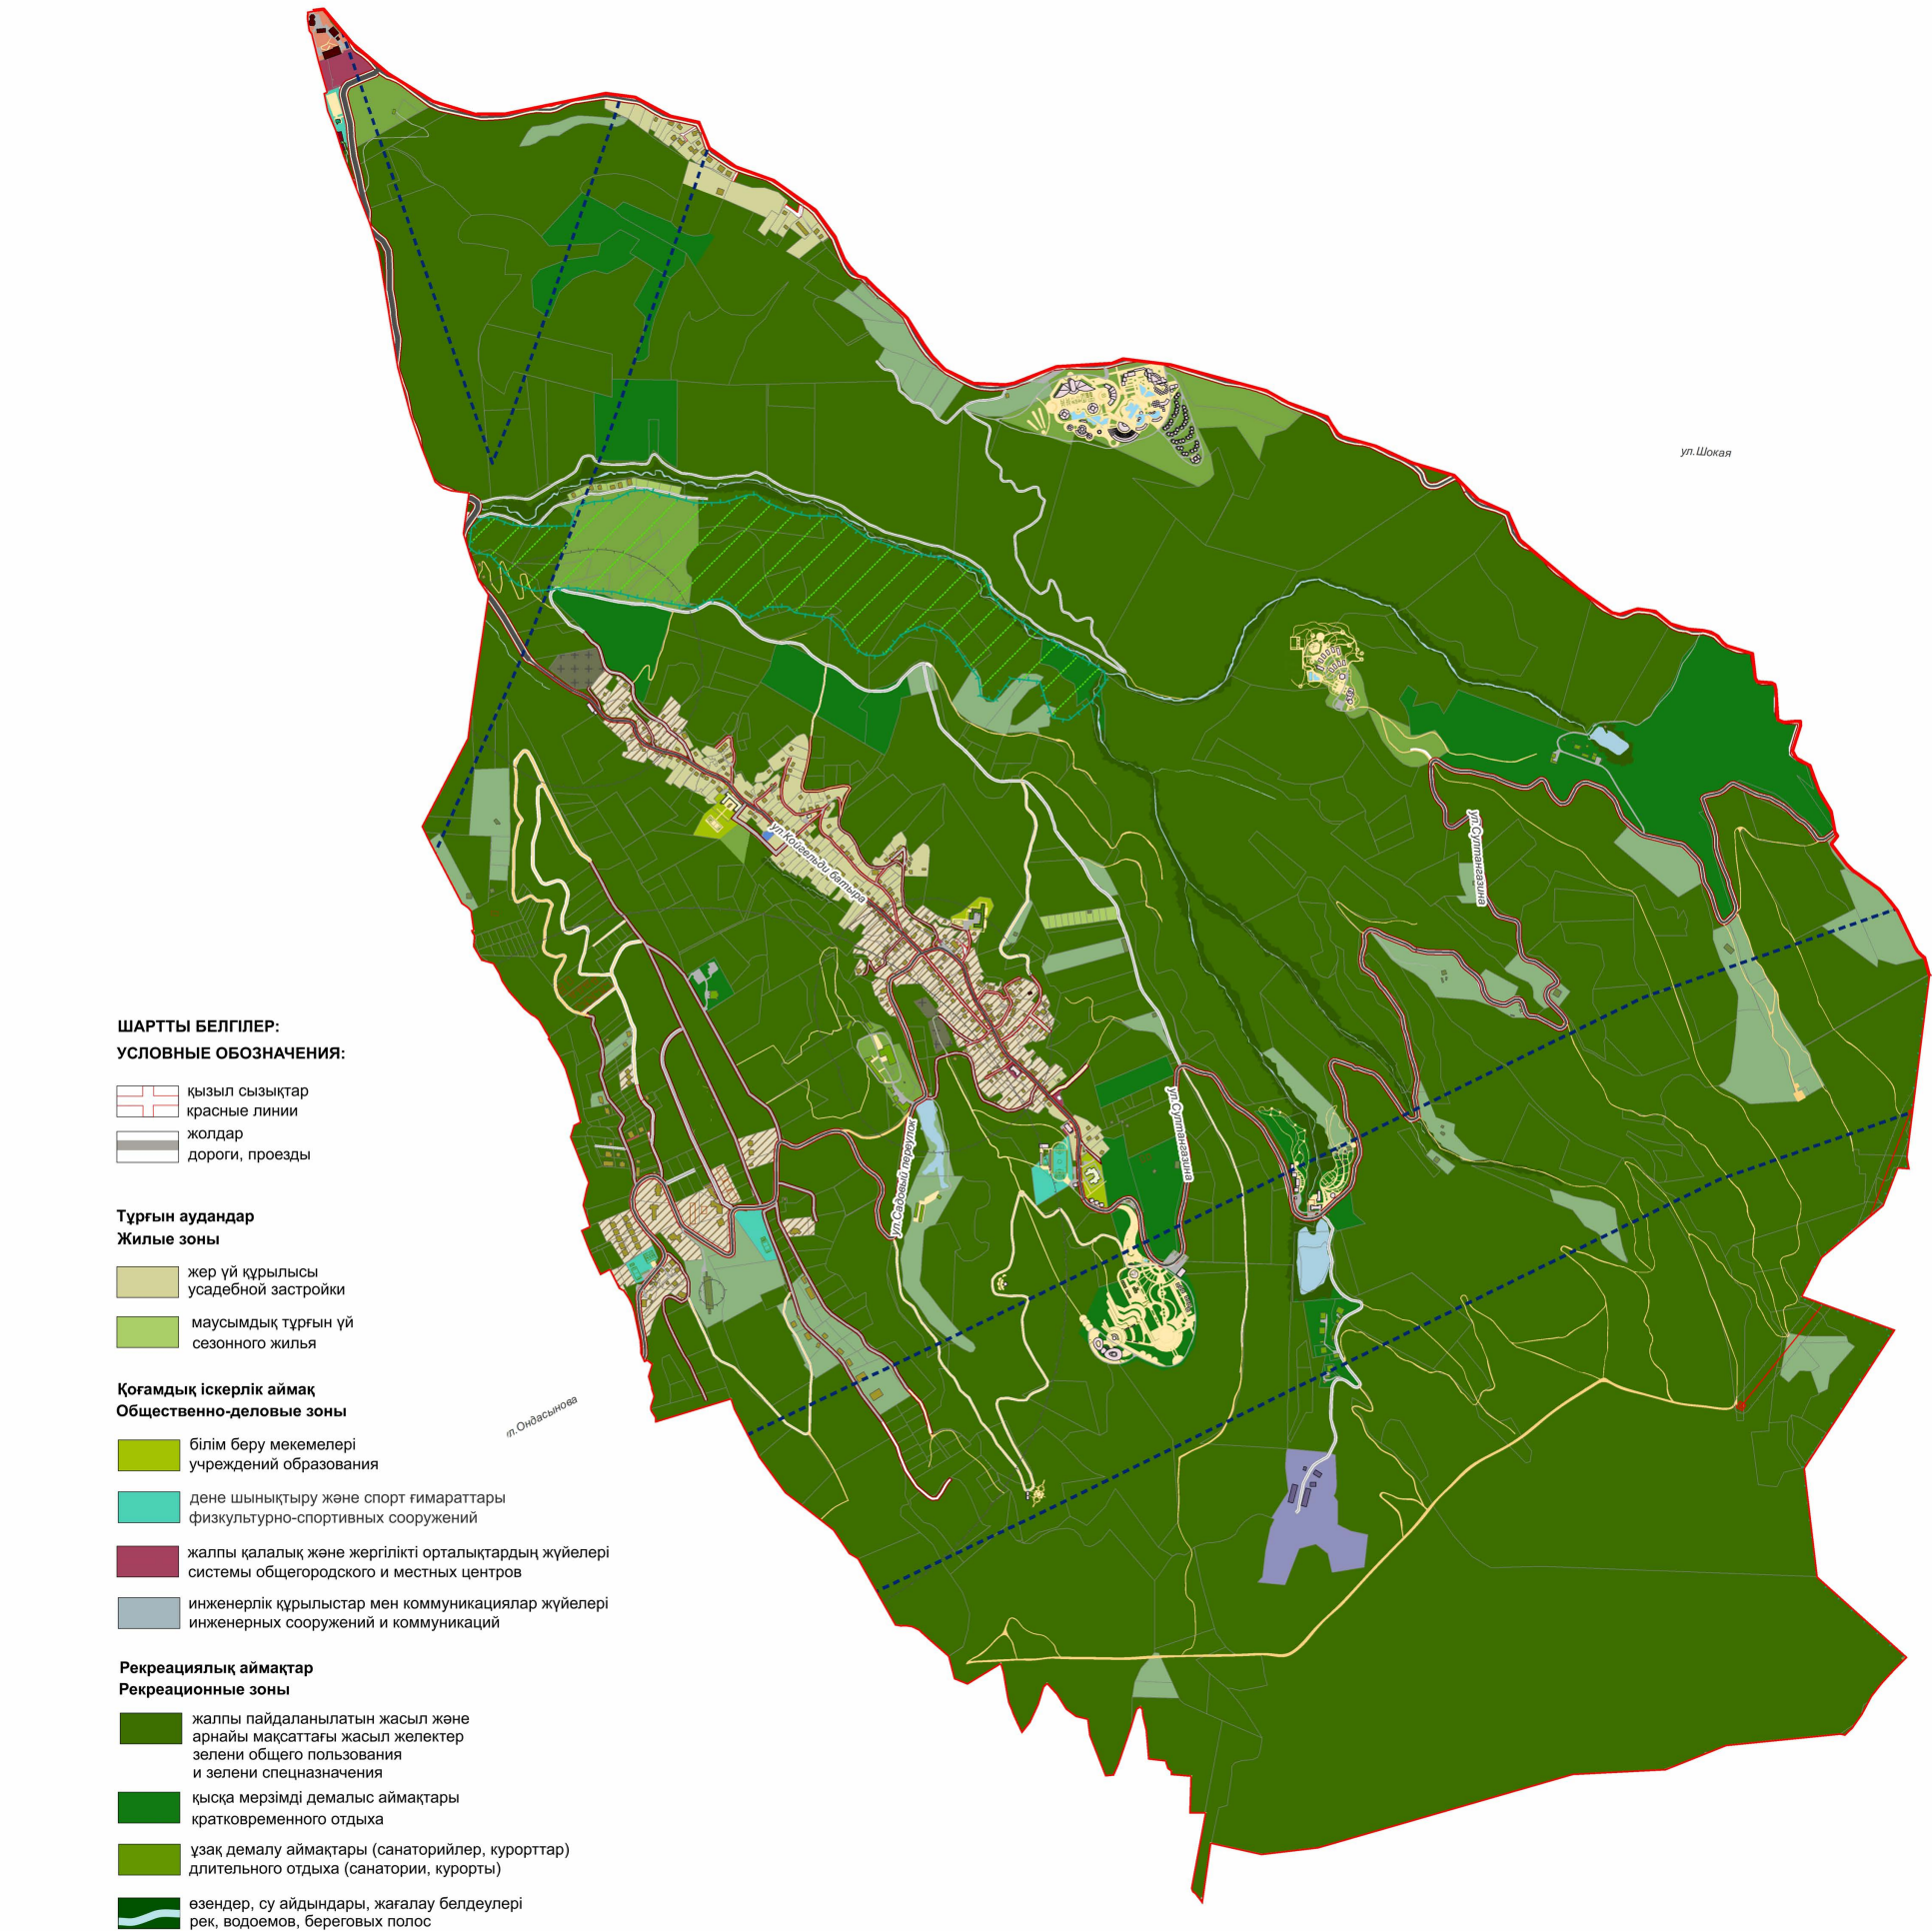 ул.Шокая
ул.Койгельди батыра
ул.Султангазина
ул.Султангазина
ул.Садовый переулок
ул.Ондасынова
ШАРТТЫ БЕЛГІЛЕР:
УСЛОВНЫЕ ОБОЗНАЧЕНИЯ:
қызыл сызықтар
красные линии
жолдар
дороги, проезды
Тұрғын аудандар
Жилые зоны
жер үй құрылысы
усадебной застройки
маусымдық тұрғын үй
сезонного жилья
Қоғамдық іскерлік аймақ
Общественно-деловые зоны
білім беру мекемелері
учреждений образования
дене шынықтыру және спорт ғимараттары
физкультурно-спортивных сооружений
жалпы қалалық және жергілікті орталықтардың жүйелері
системы общегородского и местных центров
инженерлік құрылыстар мен коммуникациялар жүйелері
инженерных сооружений и коммуникаций
Рекреациялық аймақтар
Рекреационные зоны
жалпы пайдаланылатын жасыл және
арнайы мақсаттағы жасыл желектер
зелени общего пользования
и зелени спецназначения
қысқа мерзімді демалыс аймақтары
кратковременного отдыха
ұзақ демалу аймақтары (санаторийлер, курорттар)
длительного отдыха (санатории, курорты)
өзендер, су айдындары, жағалау белдеулері
рек, водоемов, береговых полос